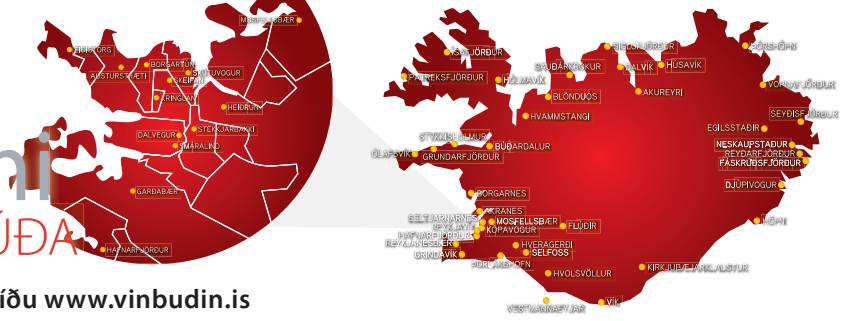 MOSFELLSBÆR
EIÐISTORG
BORGARTÚN
AUSTURSTRÆTI
SKÚTUVOGUR
SKEIFAN
KRINGLAN
HEIÐRÚN
DALVEGUR
STEKKJARBAKKI
SMÁRALIND
GARÐABÆR
HAFNARFJÖRÐUR
ÚÐA
íðu www.vinbudin.is
ÍSAFJÖRÐUR
SIGLUFJÖRÐUR
ÞÓRSHÖFN
PATREKSFJÖRÐUR
HÓLMAVÍK
SAUÐÁRKRÓKUR
DALVÍK
HÚSAVÍK
BLÖNDUÓS
AKUREYRI
VOPNAFJÖRÐUR
HVAMMSTANGI
SEYÐISFJÖRÐUR
EGILSSTAÐIR
STYKKISHÓLMUR
BÚÐARDALUR
NESKAUPSTAÐUR
ÓLAFSVÍK
GRUNDARFJÖRÐUR
REYÐARFJÖRÐUR
FÁSKRÚÐSFJÖRÐUR
BORGARNES
DJÚPIVOGUR
AKRANES
SELTJARNARNES
MOSFELLSBÆR
REYKJAVÍK
KÓPAVOGUR
FLÚÐIR
HÖFN
HAFNARFJÖRÐUR
REYKJANESBÆR
HVERAGERÐI
GRINDAVÍK
SELFOSS
ÞORLÁKSHÖFN
HVOLSVÖLLUR
KIRKJUBÆJARKLAUSTUR
VESTMANNAEYJAR
VÍK